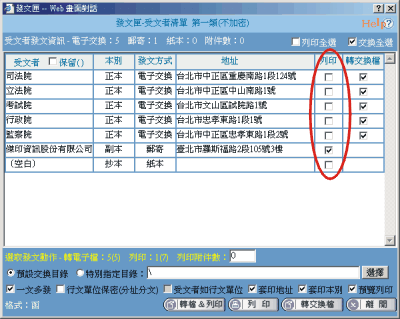 發文匣 -- Web 畫面對話
發文匣-受文者清單 第一類(不加密)
Help?
受文者發文資訊 - 電子交換：5 郵寄：1 紙本：0 附件數：0 列印全選 交換全選
受文者 保留() 本別 發文方式 地址 列印 轉交換檔
司法院 正本 電子交換 台北市中正區重慶南路1段124號
立法院 正本 電子交換 台北市中正區中山南路1號
考試院 正本 電子交換 台北市文山區試院路1號
行政院 正本 電子交換 台北市忠孝東路1段1號
監察院 正本 電子交換 台北市中正區忠孝東路1段2號
傑印資訊股份有限公司 副本 郵寄 臺北市羅斯福路2段105號3樓
（空白） 抄本 紙本
選取發文動作 - 轉電子檔：5(5) 列印：1(7) 列印附件數：0
預設交換目錄 特別指定目錄：\ 選擇
一文多發 行文單位保密(分址分文) 受文者如行文單位 套印地址 套印本別 預覽列印
格式：函 轉檔&列印 列印 轉交換檔 離開